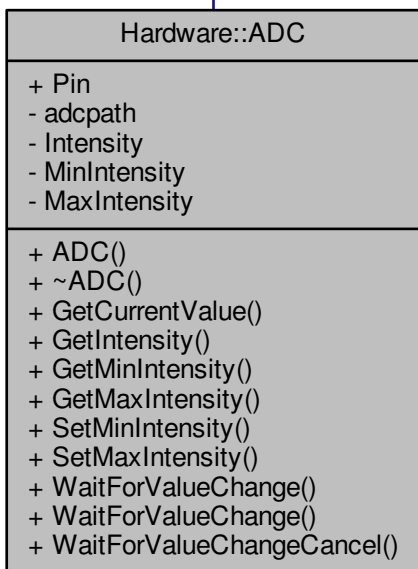 Hardware::ADC
+ Pin
- adcpath
- Intensity
- MinIntensity
- MaxIntensity
+ ADC()
+ ~ADC()
+ GetCurrentValue()
+ GetIntensity()
+ GetMinIntensity()
+ GetMaxIntensity()
+ SetMinIntensity()
+ SetMaxIntensity()
+ WaitForValueChange()
+ WaitForValueChange()
+ WaitForValueChangeCancel()